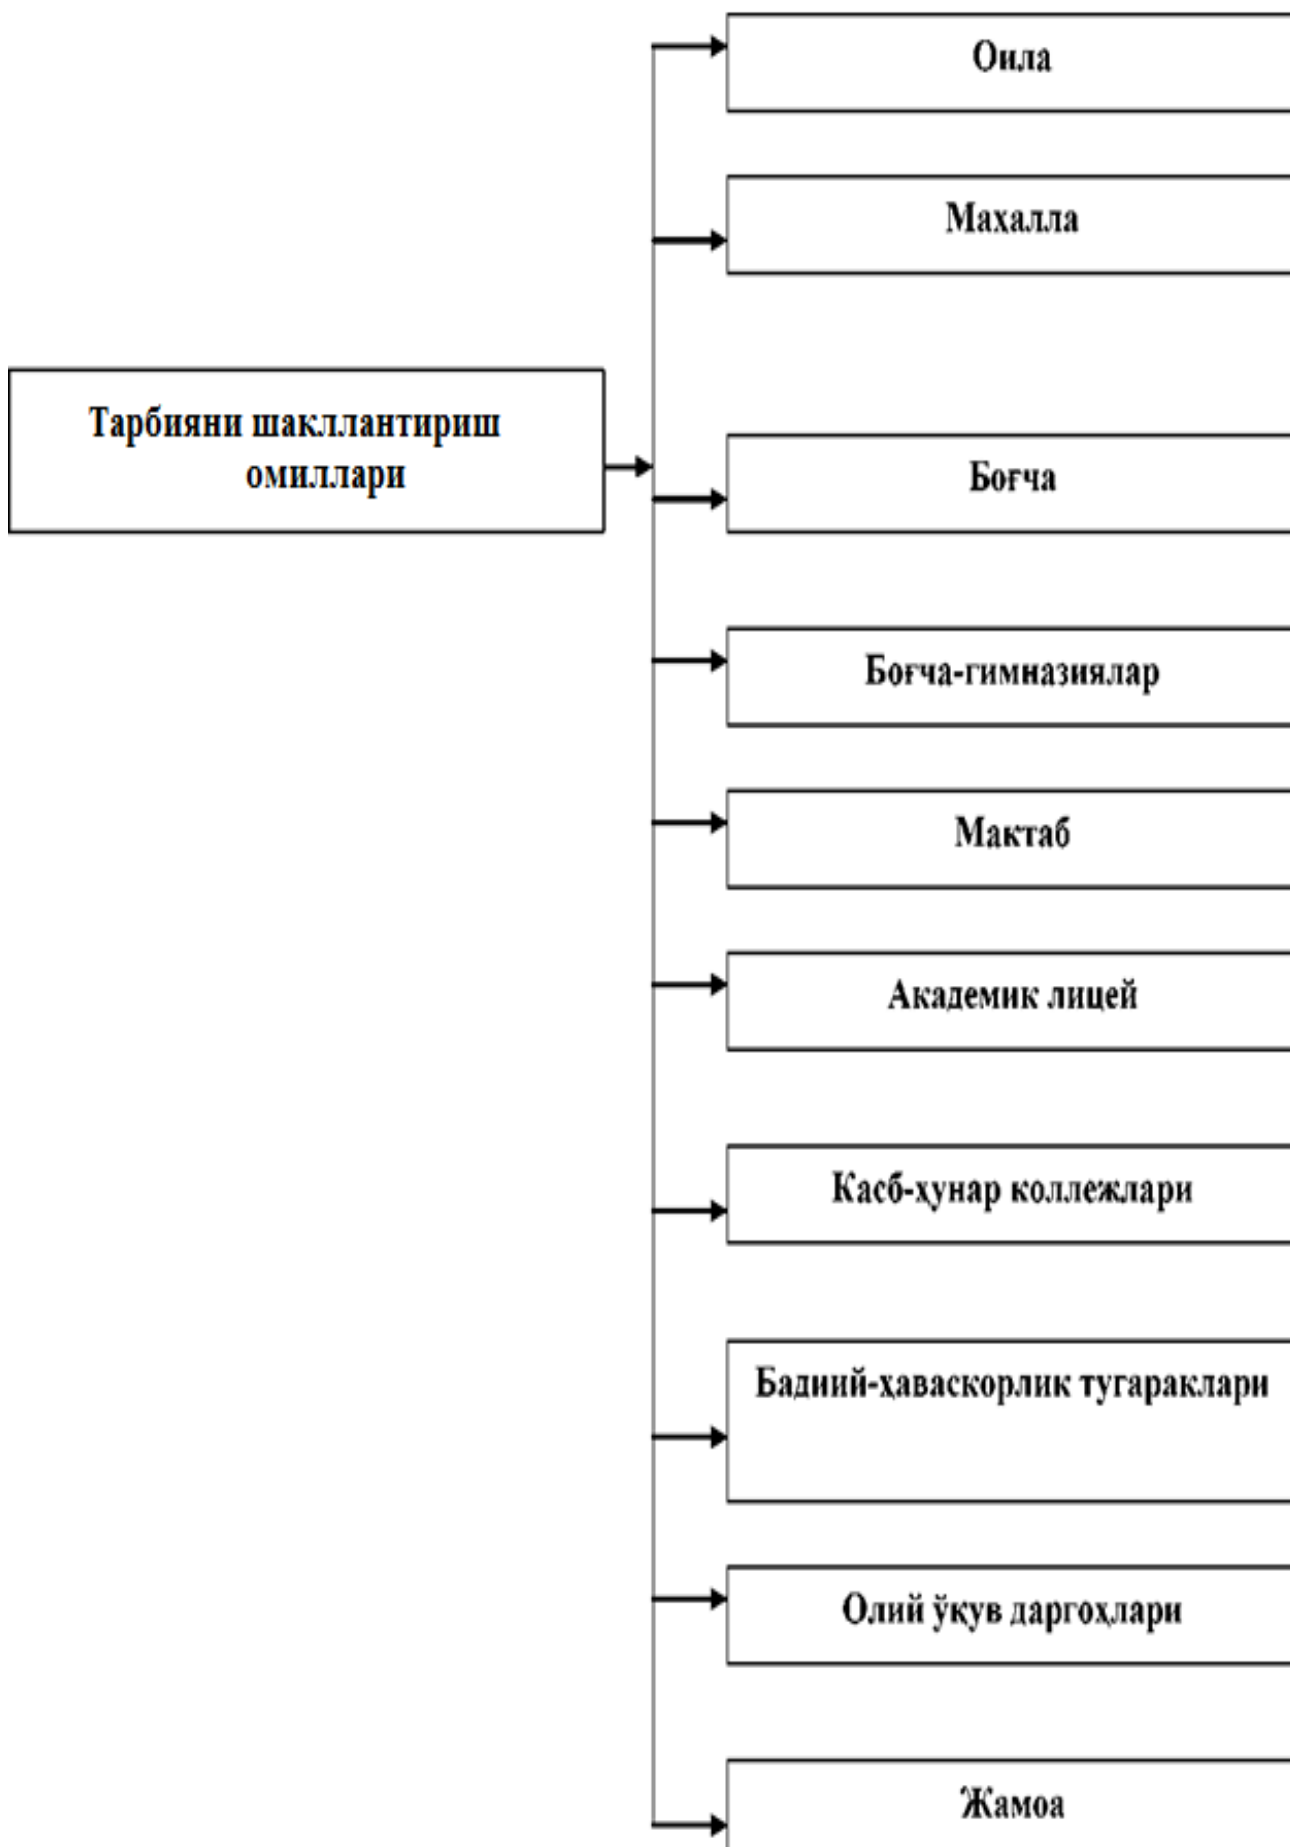 Оила
Махалла
Тарбияни шакллантириш
омиллари
Боғча
Боғча-гимназиялар
Мактаб
Академик лицей
Касб-ҳунар коллежлари
Бадиий-ҳаваскорлик тугараклари
Олий ўқув даргоҳлари
Жамоа